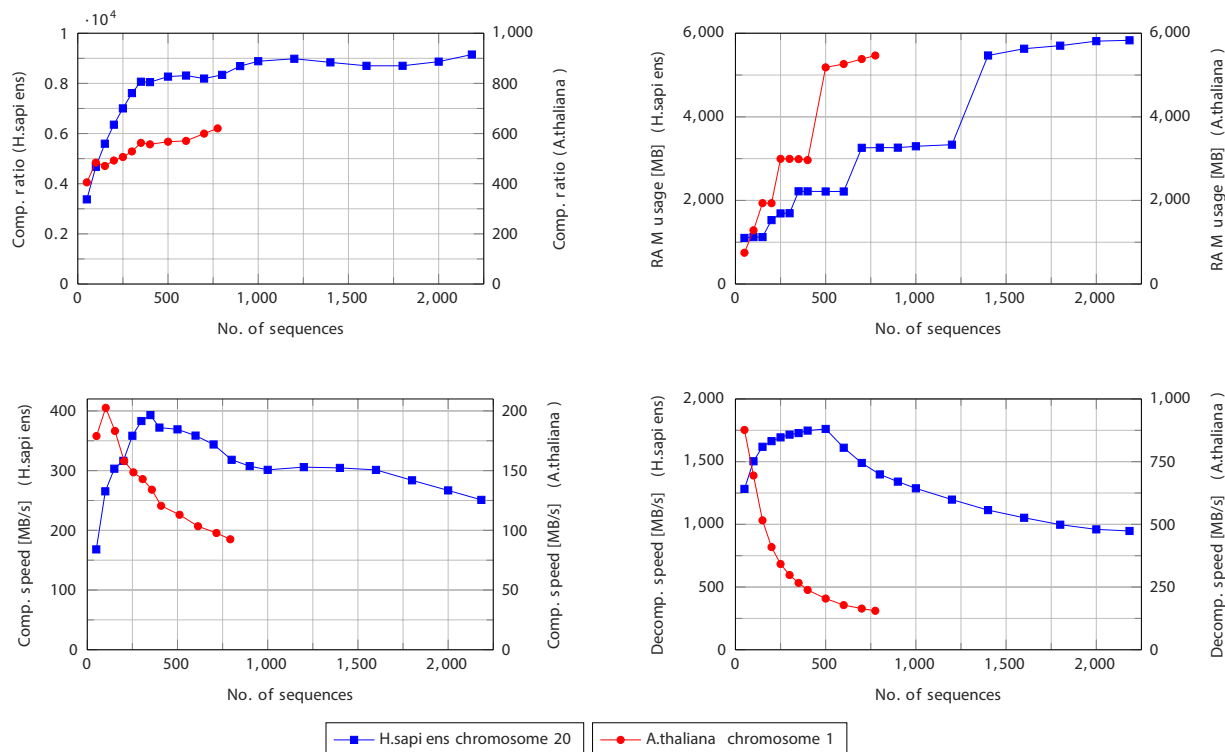 ·10⁴
1
0.8
0.6
0.4
0.2
0
1,000
800
600
400
200
0
0 500 1,000 1,500 2,000
Comp. ratio (H.sapi ens)
Comp. ratio (A.thaliana)
No. of sequences
6,000
4,000
2,000
0
6,000
4,000
2,000
0
0 500 1,000 1,500 2,000
RA M usage [MB] (H.sapi ens)
RA M usage [MB] (A.thaliana )
No. of sequences
400
300
200
100
0
200
150
100
50
0
0 500 1,000 1,500 2,000
Comp. speed [MB/s] (H.sapi ens)
Comp. speed [MB/s] (A.thaliana )
No. of sequences
2,000
1,500
1,000
500
0
1,000
750
500
250
0
0 500 1,000 1,500 2,000
Decomp. speed [MB/s] (H.sapi ens)
Decomp. speed [MB/s] (A.thaliana )
No. of sequences
H.sapi ens chromosome 20
A.thaliana chromosome 1